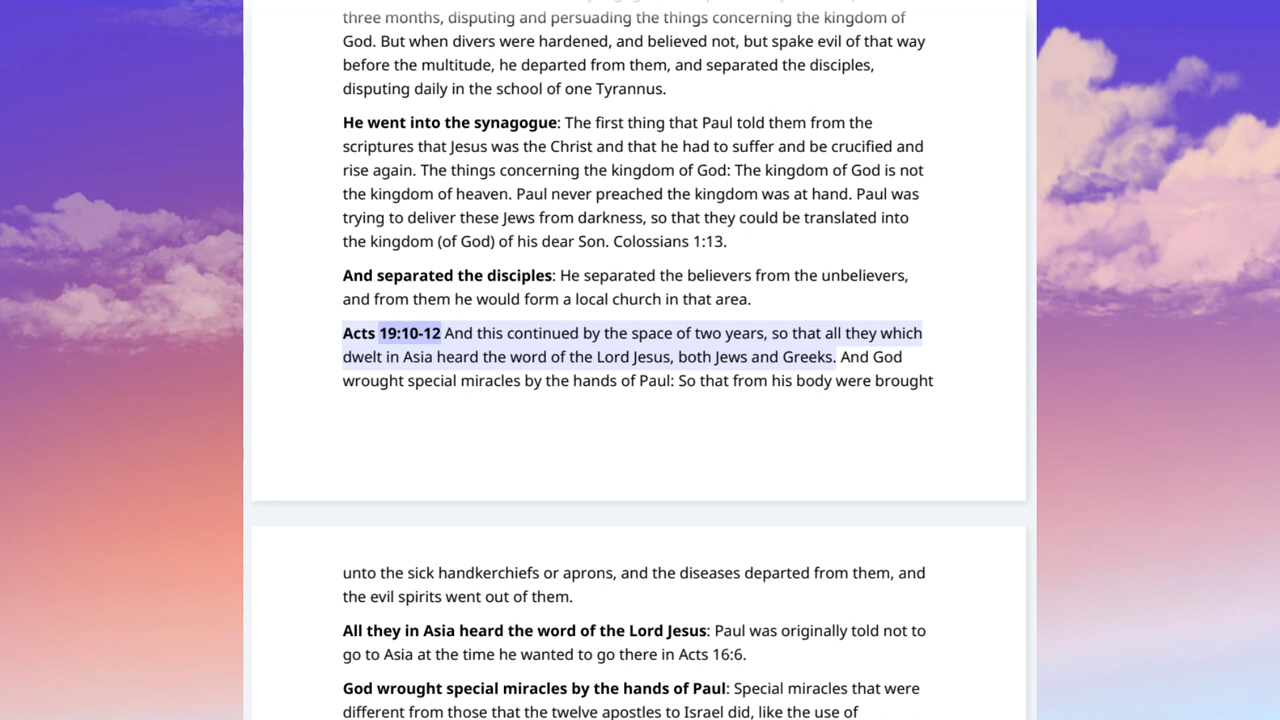 three months, disputing and persuading the things concerning the kingdom of
God. But when divers were hardened, and believed not, but spake evil of that way
before the multitude, he departed from them, and separated the disciples,
disputing daily in the school of one Tyrannus.
He went into the synagogue: The first thing that Paul told them from the
scriptures that Jesus was the Christ and that he had to suffer and be crucified and
rise again. The things concerning the kingdom of God: The kingdom of God is not
the kingdom of heaven. Paul never preached the kingdom was at hand. Paul was
trying to deliver these Jews from darkness, so that they could be translated into
the kingdom (of God) of his dear Son. Colossians 1:13.
And separated the disciples: He separated the believers from the unbelievers,
and from them he would form a local church in that area.
Acts 19:10-12 And this continued by the space of two years, so that all they which
dwelt in Asia heard the word of the Lord Jesus, both Jews and Greeks. And God
wrought special miracles by the hands of Paul: So that from his body were brought
unto the sick handkerchiefs or aprons, and the diseases departed from them, and
the evil spirits went out of them.
All they in Asia heard the word of the Lord Jesus: Paul was originally told not to
go to Asia at the time he wanted to go there in Acts 16:6.
God wrought special miracles by the hands of Paul: Special miracles that were
different from those that the twelve apostles to Israel did, like the use of